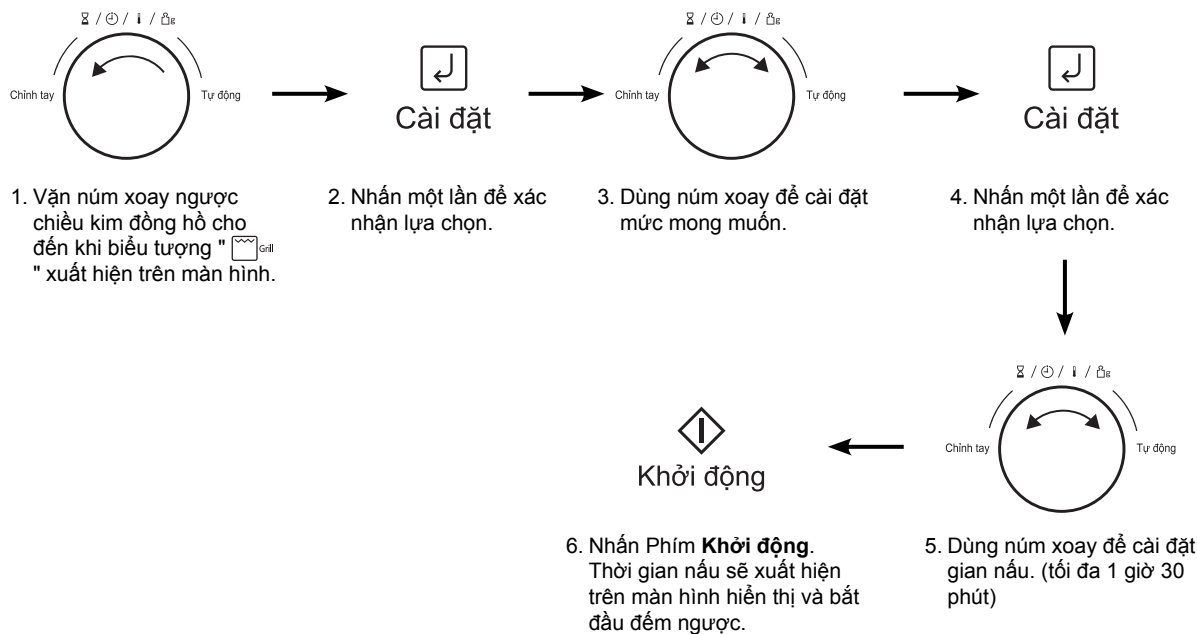 Chỉnh tay
Tự động
Cài đặt
Chỉnh tay
Tự động
Cài đặt
1. Vặn núm xoay ngược
chiều kim đồng hồ cho
đến khi biểu tượng " Grill
" xuất hiện trên màn hình.
2. Nhấn một lần để xác
nhận lựa chọn.
3. Dùng núm xoay để cài đặt
mức mong muốn.
4. Nhấn một lần để xác
nhận lựa chọn.
Chỉnh tay
Tự động
Khởi động
5. Dùng núm xoay để cài đặt
gian nấu. (tối đa 1 giờ 30
phút)
6. Nhấn Phím Khởi động.
Thời gian nấu sẽ xuất hiện
trên màn hình hiển thị và bắt
đầu đếm ngược.